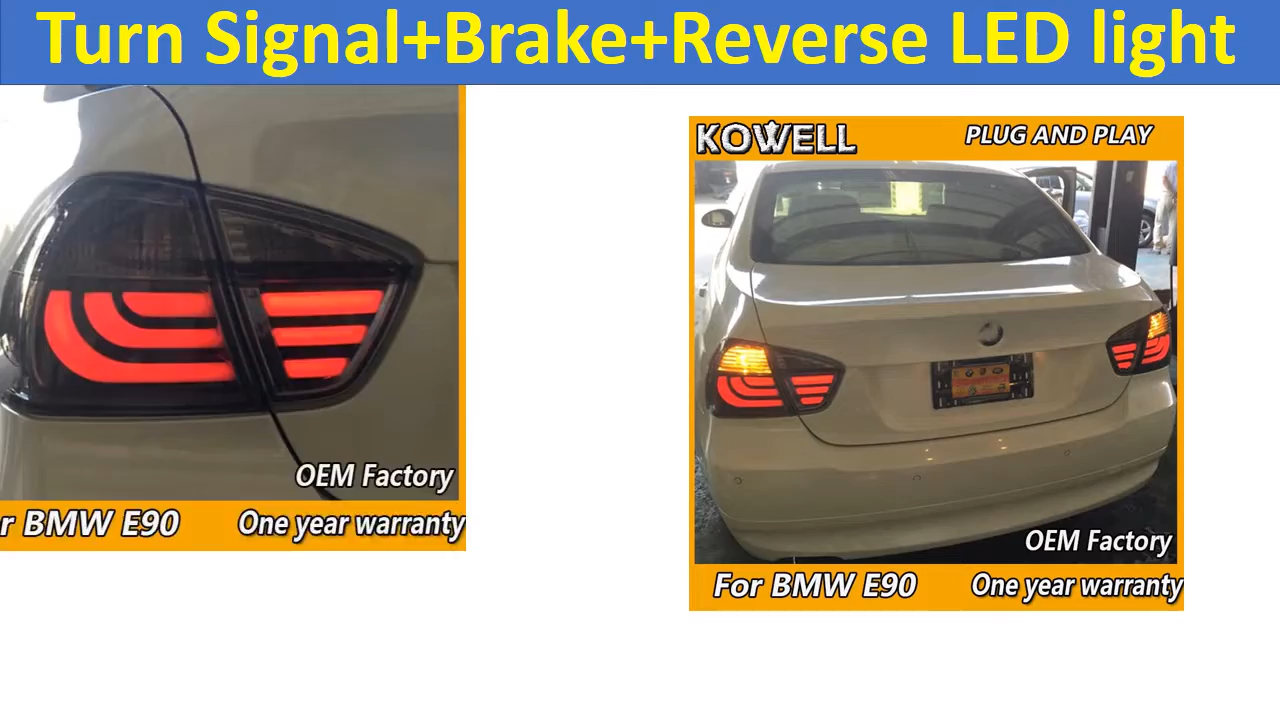 Turn Signal+Brake+Reverse LED light
OEM Factory
r BMW E90 One year warranty
KOWELL PLUG AND PLAY
OEM Factory
For BMW E90 One year warranty